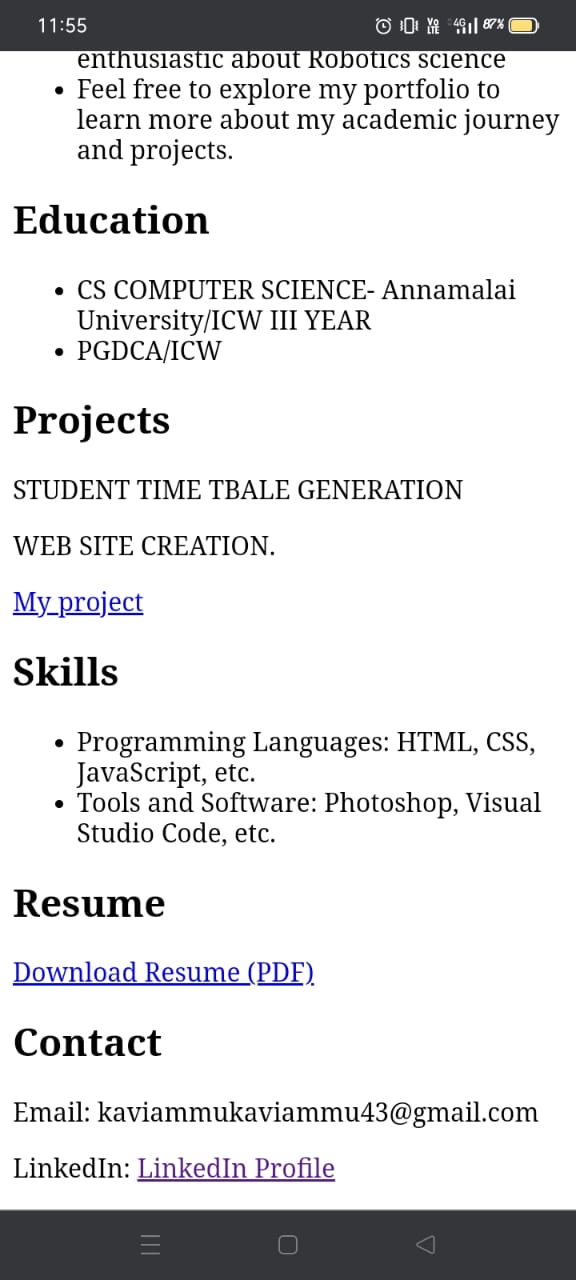 11:55
Vo LTE 4G 87%
enthusiastic about Robotics science
• Feel free to explore my portfolio to
learn more about my academic journey
and projects.
Education
• CS COMPUTER SCIENCE- Annamalai
University/ICW III YEAR
• PGDCA/ICW
Projects
STUDENT TIME TBALE GENERATION
WEB SITE CREATION.
My project
Skills
• Programming Languages: HTML, CSS,
JavaScript, etc.
• Tools and Software: Photoshop, Visual
Studio Code, etc.
Resume
Download Resume (PDF)
Contact
Email: kaviammukaviammu43@gmail.com
LinkedIn: LinkedIn Profile